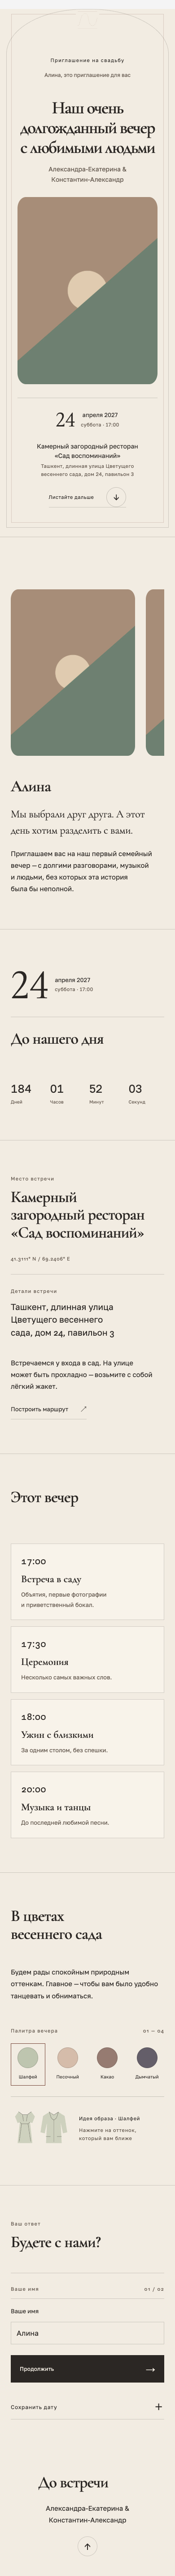 Приглашение на свадьбу
Алина, это приглашение для вас
Наш очень
долгожданный вечер
с любимыми людьми
Александра-Екатерина &
Константин-Александр
24
апреля 2027
суббота · 17:00
Камерный загородный ресторан
«Сад воспоминаний»
Ташкент, длинная улица Цветущего
весеннего сада, дом 24, павильон 3
Листайте дальше
Алина
Мы выбрали друг друга. А этот
день хотим разделить с вами.
Приглашаем вас на наш первый семейный
вечер — с долгими разговорами, музыкой
и людьми, без которых эта история
была бы неполной.
24
апреля 2027
суббота · 17:00
До нашего дня
184
01
52
03
Дней
Часов
Минут
Секунд
Место встречи
Камерный
загородный ресторан
«Сад воспоминаний»
41.3111° N / 69.2406° E
Детали встречи
Ташкент, длинная улица
Цветущего весеннего
сада, дом 24, павильон 3
Встречаемся у входа в сад. На улице
может быть прохладно — возьмите с собой
лёгкий жакет.
Построить маршрут ↗
Этот вечер
17:00
Встреча в саду
Объятия, первые фотографии
и приветственный бокал.
17:30
Церемония
Несколько самых важных слов.
18:00
Ужин с близкими
За одним столом, без спешки.
20:00
Музыка и танцы
До последней любимой песни.
В цветах
весеннего сада
Будем рады спокойным природным
оттенкам. Главное — чтобы вам было удобно
танцевать и обниматься.
Палитра вечера
01 — 04
Шалфей
Песочный
Какао
Дымчатый
Идея образа · Шалфей
Нажмите на оттенок,
который вам ближе
Ваш ответ
Будете с нами?
Ваше имя
01 / 02
Ваше имя
Алина
Продолжить →
Сохранить дату +
До встречи
Александра-Екатерина &
Константин-Александр